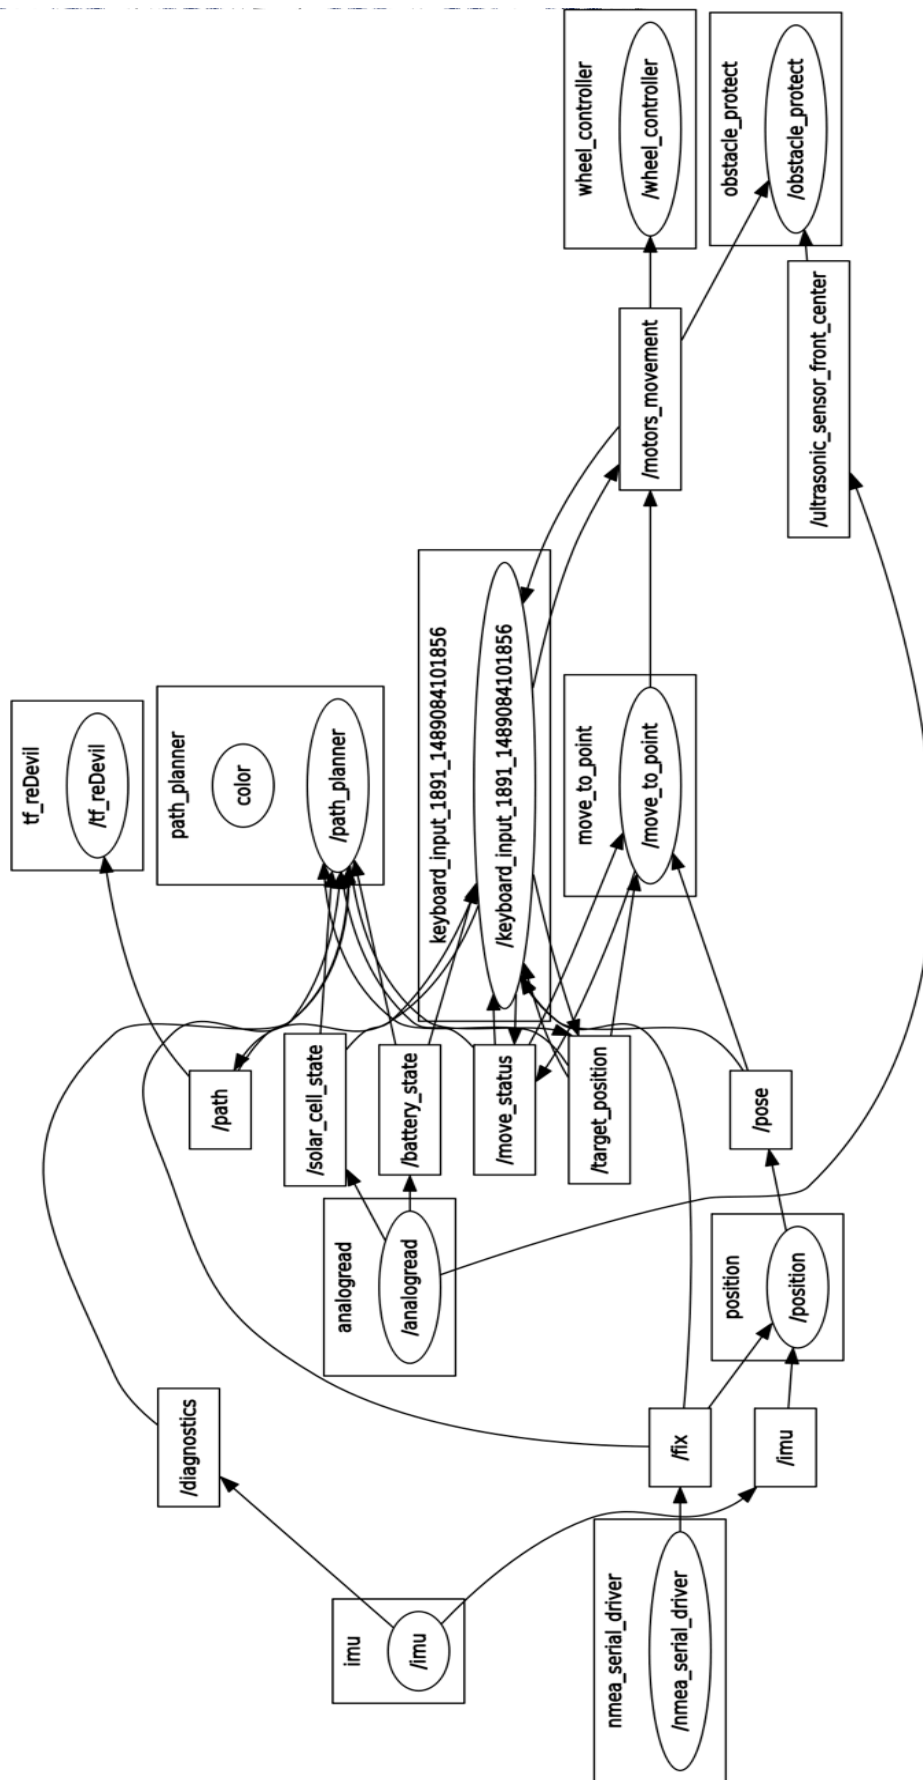 imu
/imu
nmea_serial_driver
/nmea_serial_driver
/diagnostics
/fix
/imu
analogread
/analogread
position
/position
/path
/solar_cell_state
/battery_state
/move_status
/target_position
/pose
tf_reDevil
/tf_reDevil
path_planner
color
/path_planner
keyboard_input_1891_1489084101856
/keyboard_input_1891_1489084101856
move_to_point
/move_to_point
/motors_movement
/ultrasonic_sensor_front_center
wheel_controller
/wheel_controller
obstacle_protect
/obstacle_protect